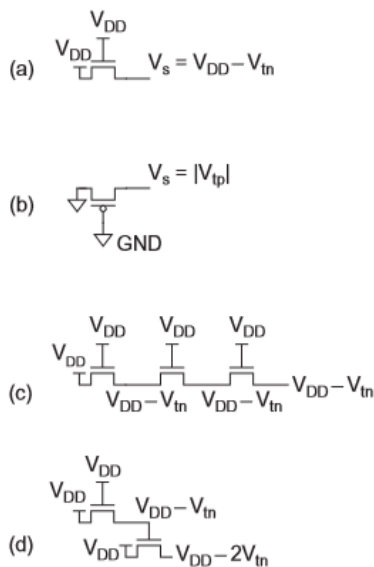 V_DD
V_DD
(a) V_s = V_DD – V_tn
(b) V_s = |V_tp|
GND
V_DD V_DD V_DD
V_DD
(c) V_DD – V_tn
V_DD – V_tn V_DD – V_tn
V_DD
V_DD V_DD – V_tn
(d) V_DD V_DD – 2V_tn